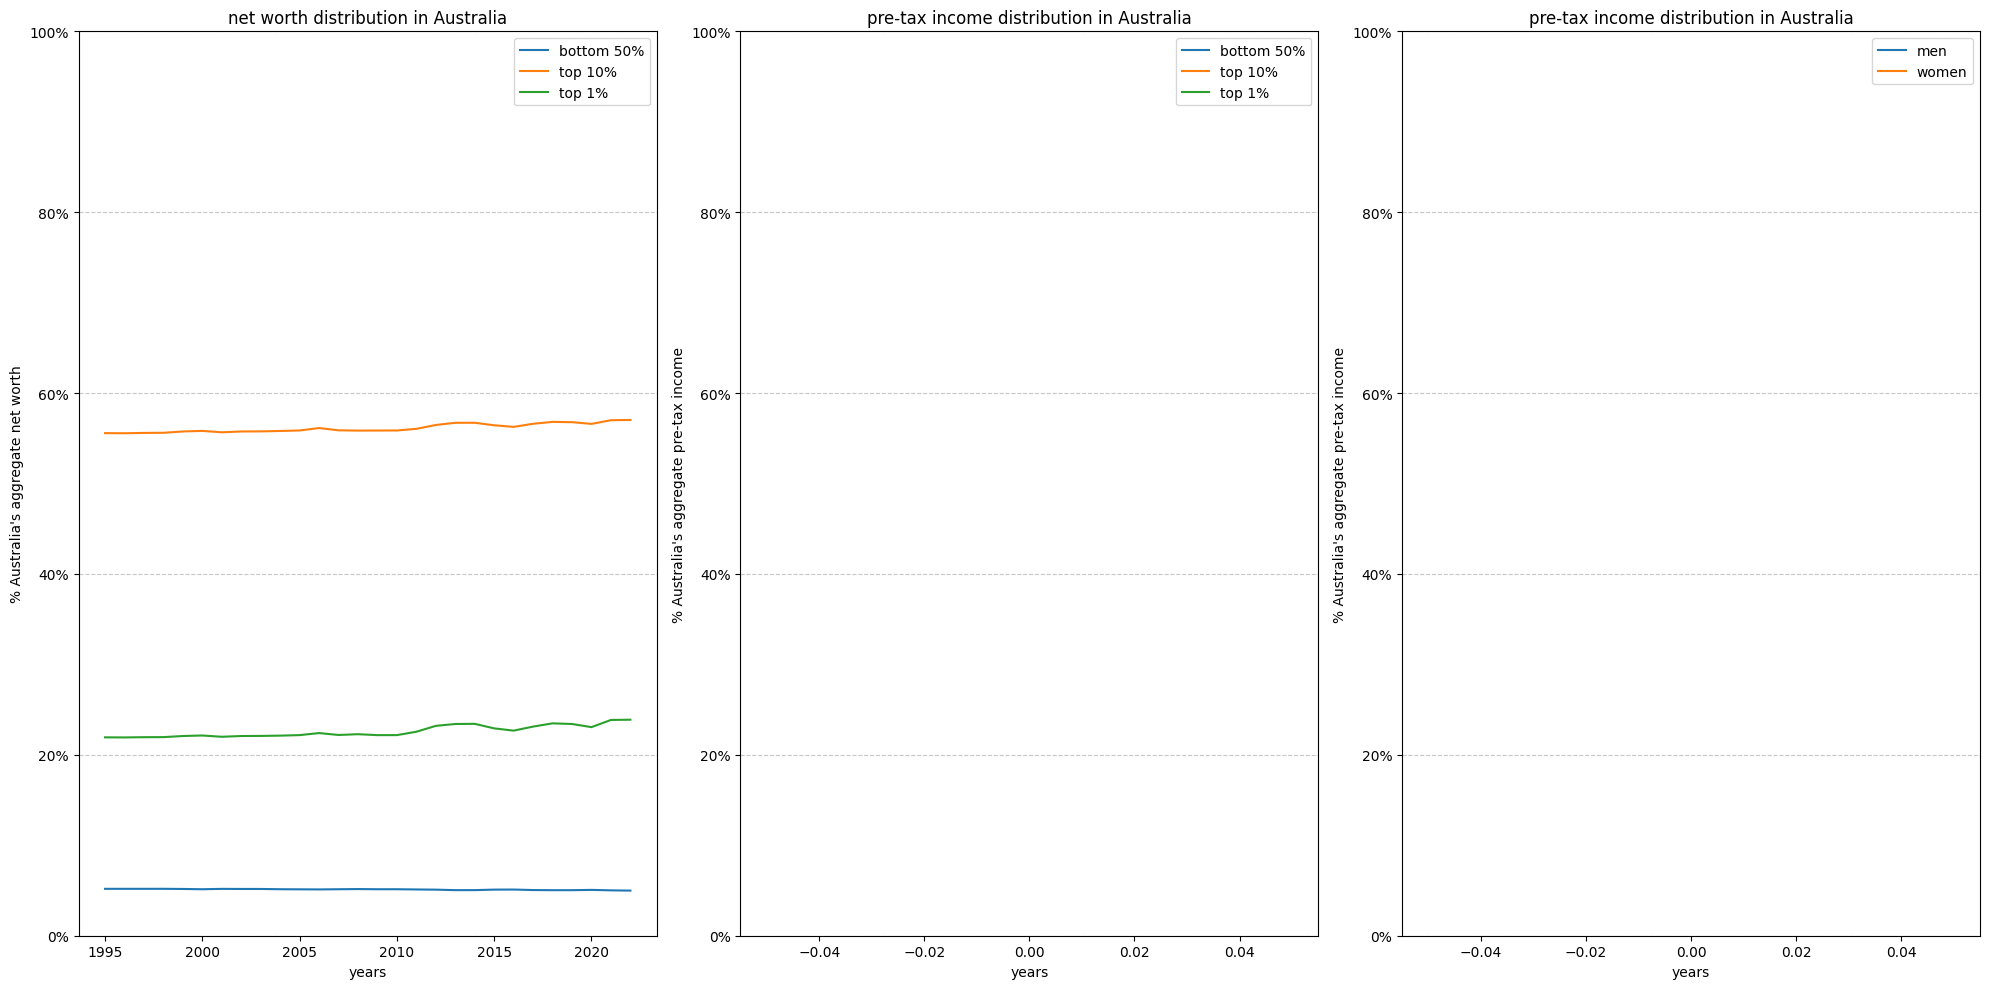 net worth distribution in Australia
100%
80%
60%
40%
20%
0%
% Australia's aggregate net worth
bottom 50%
top 10%
top 1%
1995
2000
2005
2010
2015
2020
years
pre-tax income distribution in Australia
100%
80%
60%
40%
20%
0%
% Australia's aggregate pre-tax income
bottom 50%
top 10%
top 1%
−0.04
−0.02
0.00
0.02
0.04
years
pre-tax income distribution in Australia
100%
80%
60%
40%
20%
0%
% Australia's aggregate pre-tax income
men
women
−0.04
−0.02
0.00
0.02
0.04
years